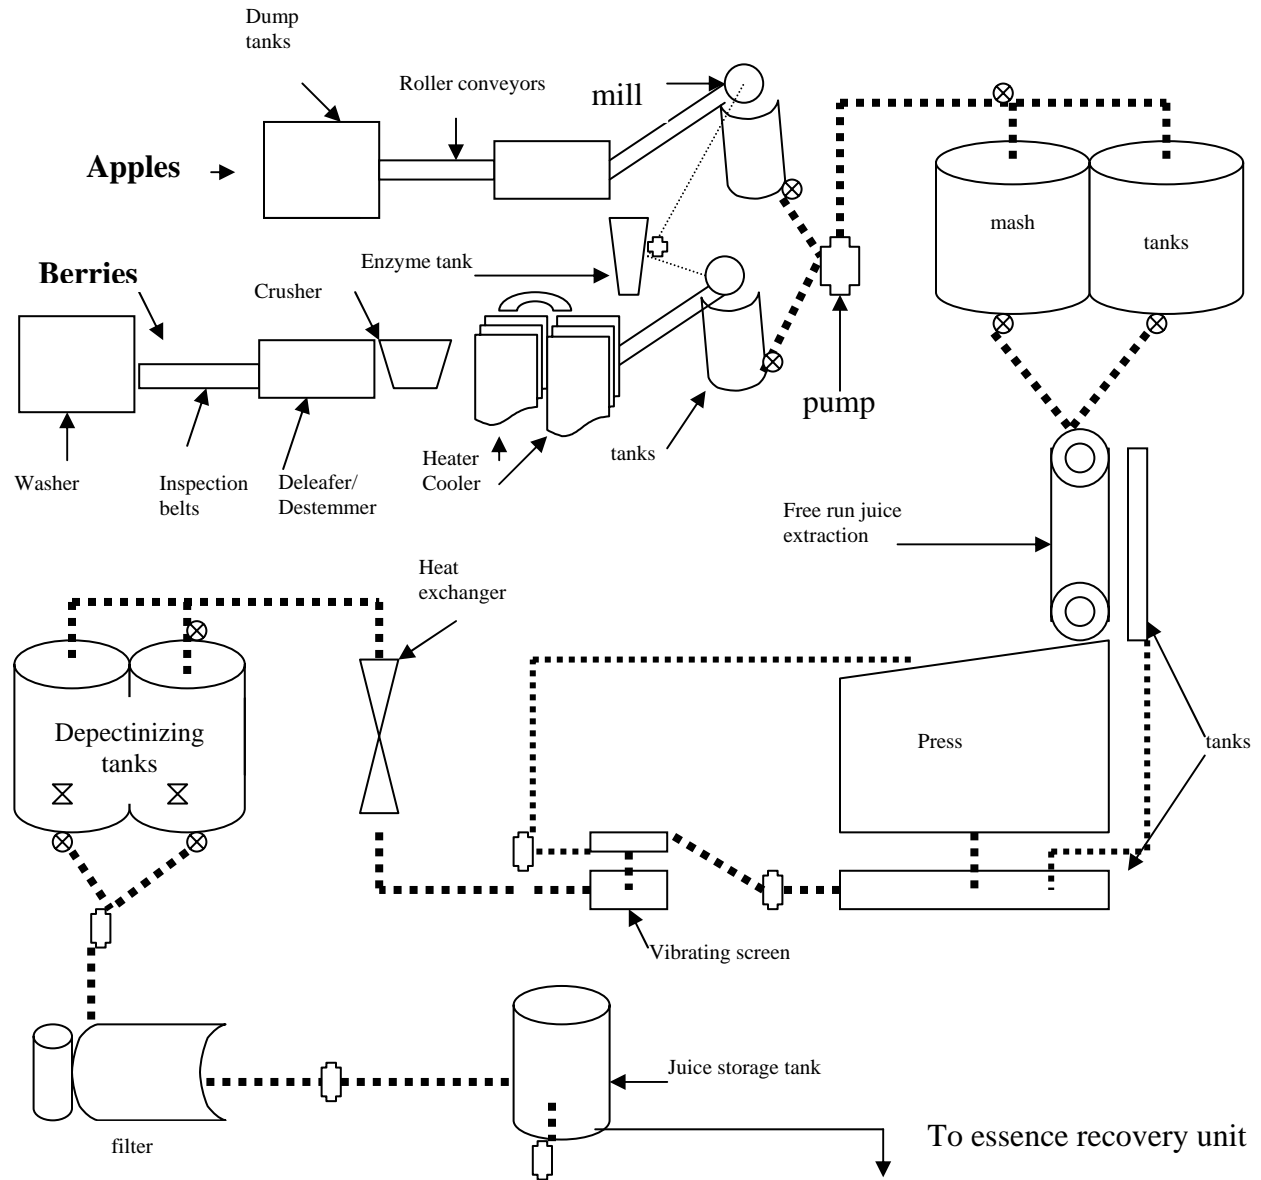 Dump
tanks
Roller conveyors
mill
Apples
mash
tanks
Enzyme tank
Berries
Crusher
pump
Heater
Cooler
tanks
Washer
Inspection
belts
Deleafer/
Destemmer
Free run juice
extraction
Heat
exchanger
Depectinizing
tanks
Press
tanks
Vibrating screen
Juice storage tank
filter
To essence recovery unit